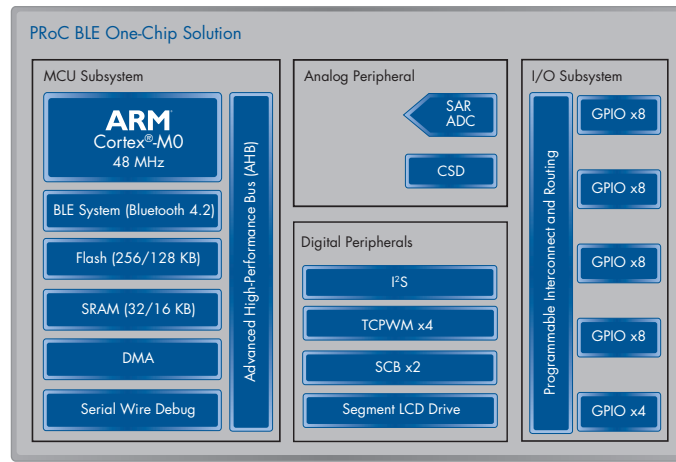 PRoC BLE One-Chip Solution
MCU Subsystem
ARM
Cortex®-M0
48 MHz
BLE System (Bluetooth 4.2)
Flash (256/128 KB)
SRAM (32/16 KB)
DMA
Serial Wire Debug
Advanced High-Performance Bus (AHB)
Analog Peripheral
SAR
ADC
CSD
Digital Peripherals
I²S
TCPWM x4
SCB x2
Segment LCD Drive
I/O Subsystem
Programmable Interconnect and Routing
GPIO x8
GPIO x8
GPIO x8
GPIO x8
GPIO x4